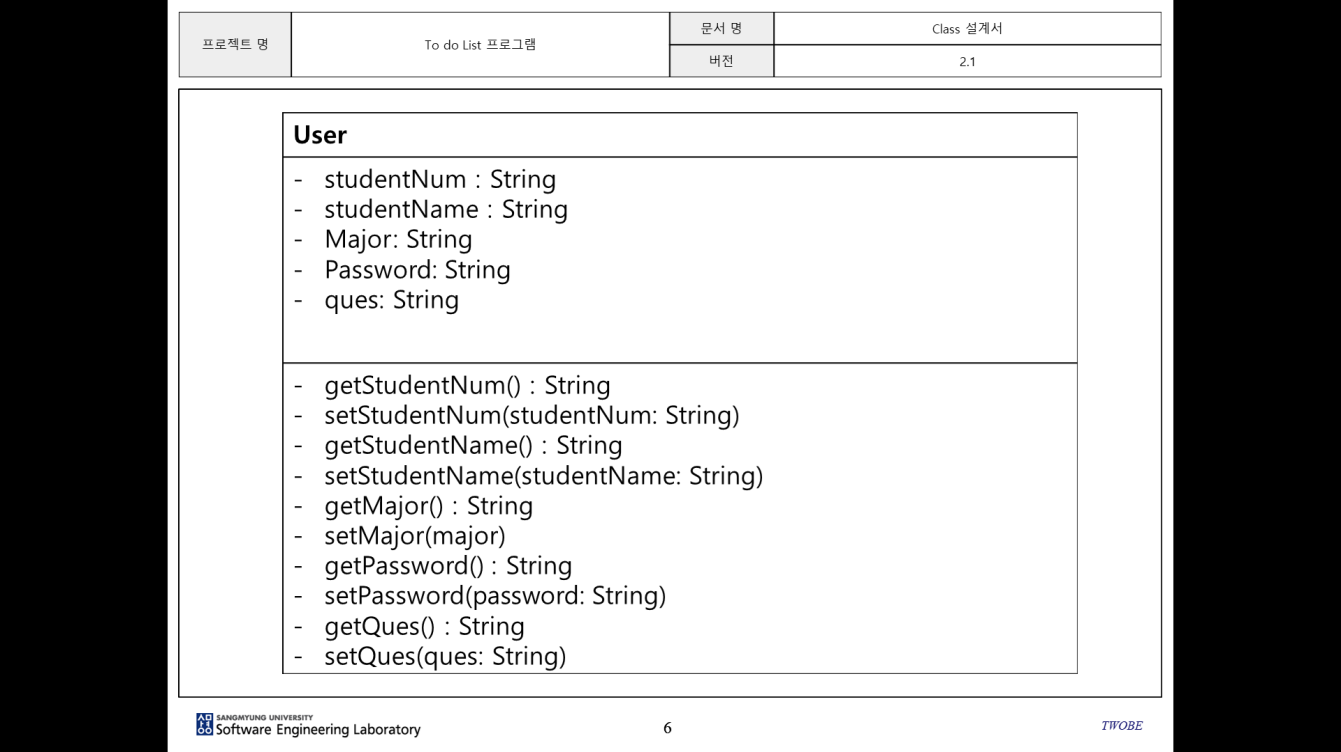 프로젝트 명
To do List 프로그램
문서 명
Class 설계서
버전
2.1
User
- studentNum : String
- studentName : String
- Major: String
- Password: String
- ques: String
- getStudentNum() : String
- setStudentNum(studentNum: String)
- getStudentName() : String
- setStudentName(studentName: String)
- getMajor() : String
- setMajor(major)
- getPassword() : String
- setPassword(password: String)
- getQues() : String
- setQues(ques: String)
SANGMYUNG UNIVERSITY
Software Engineering Laboratory
6
TWOBE